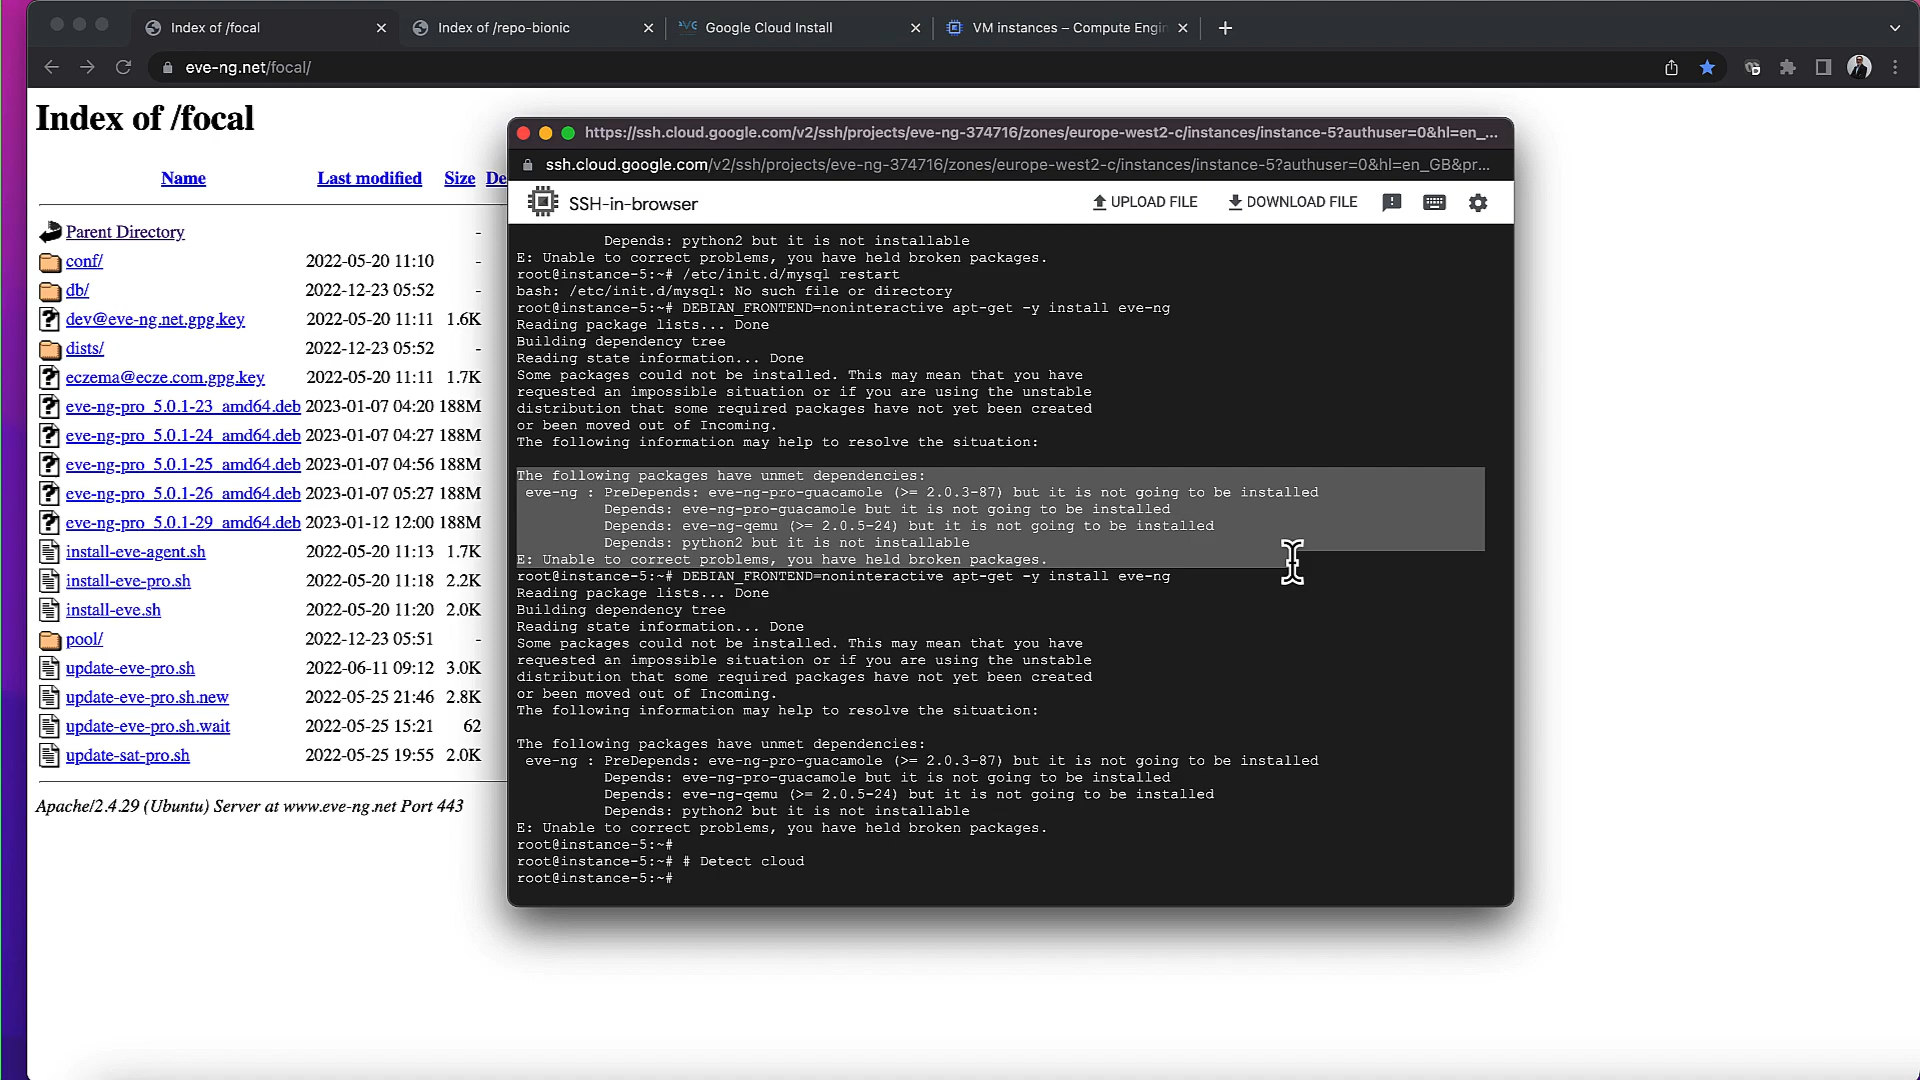 Index of /focal
Index of /repo-bionic
Google Cloud Install
VM instances – Compute Engin
eve-ng.net/focal/
Index of /focal
Name Last modified Size De
Parent Directory -
conf/ 2022-05-20 11:10 -
db/ 2022-12-23 05:52 -
dev@eve-ng.net.gpg.key 2022-05-20 11:11 1.6K
dists/ 2022-12-23 05:52 -
eczema@ecze.com.gpg.key 2022-05-20 11:11 1.7K
eve-ng-pro_5.0.1-23_amd64.deb 2023-01-07 04:20 188M
eve-ng-pro_5.0.1-24_amd64.deb 2023-01-07 04:27 188M
eve-ng-pro_5.0.1-25_amd64.deb 2023-01-07 04:56 188M
eve-ng-pro_5.0.1-26_amd64.deb 2023-01-07 05:27 188M
eve-ng-pro_5.0.1-29_amd64.deb 2023-01-12 12:00 188M
install-eve-agent.sh 2022-05-20 11:13 1.7K
install-eve-pro.sh 2022-05-20 11:18 2.2K
install-eve.sh 2022-05-20 11:20 2.0K
pool/ 2022-12-23 05:51 -
update-eve-pro.sh 2022-06-11 09:12 3.0K
update-eve-pro.sh.new 2022-05-25 21:46 2.8K
update-eve-pro.sh.wait 2022-05-25 15:21 62
update-sat-pro.sh 2022-05-25 19:55 2.0K
Apache/2.4.29 (Ubuntu) Server at www.eve-ng.net Port 443
https://ssh.cloud.google.com/v2/ssh/projects/eve-ng-374716/zones/europe-west2-c/instances/instance-5?authuser=0&hl=en_...
ssh.cloud.google.com/v2/ssh/projects/eve-ng-374716/zones/europe-west2-c/instances/instance-5?authuser=0&hl=en_GB&pr...
SSH-in-browser
UPLOAD FILE
DOWNLOAD FILE
Depends: python2 but it is not installable
E: Unable to correct problems, you have held broken packages.
root@instance-5:~# /etc/init.d/mysql restart
bash: /etc/init.d/mysql: No such file or directory
root@instance-5:~# DEBIAN_FRONTEND=noninteractive apt-get -y install eve-ng
Reading package lists... Done
Building dependency tree
Reading state information... Done
Some packages could not be installed. This may mean that you have
requested an impossible situation or if you are using the unstable
distribution that some required packages have not yet been created
or been moved out of Incoming.
The following information may help to resolve the situation:
The following packages have unmet dependencies:
eve-ng : PreDepends: eve-ng-pro-guacamole (>= 2.0.3-87) but it is not going to be installed
Depends: eve-ng-pro-guacamole but it is not going to be installed
Depends: eve-ng-qemu (>= 2.0.5-24) but it is not going to be installed
Depends: python2 but it is not installable
E: Unable to correct problems, you have held broken packages.
root@instance-5:~# DEBIAN_FRONTEND=noninteractive apt-get -y install eve-ng
Reading package lists... Done
Building dependency tree
Reading state information... Done
Some packages could not be installed. This may mean that you have
requested an impossible situation or if you are using the unstable
distribution that some required packages have not yet been created
or been moved out of Incoming.
The following information may help to resolve the situation:
The following packages have unmet dependencies:
eve-ng : PreDepends: eve-ng-pro-guacamole (>= 2.0.3-87) but it is not going to be installed
Depends: eve-ng-pro-guacamole but it is not going to be installed
Depends: eve-ng-qemu (>= 2.0.5-24) but it is not going to be installed
Depends: python2 but it is not installable
E: Unable to correct problems, you have held broken packages.
root@instance-5:~#
root@instance-5:~# # Detect cloud
root@instance-5:~#